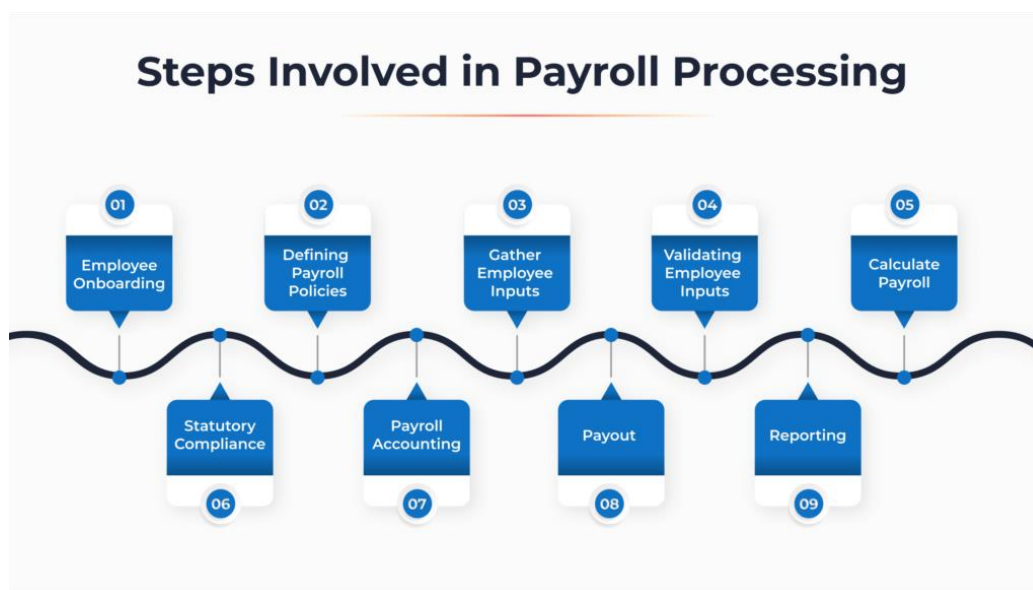 Steps Involved in Payroll Processing
01
Employee
Onboarding
02
Defining
Payroll
Policies
03
Gather
Employee
Inputs
04
Validating
Employee
Inputs
05
Calculate
Payroll
Statutory
Compliance
06
Payroll
Accounting
07
Payout
08
Reporting
09